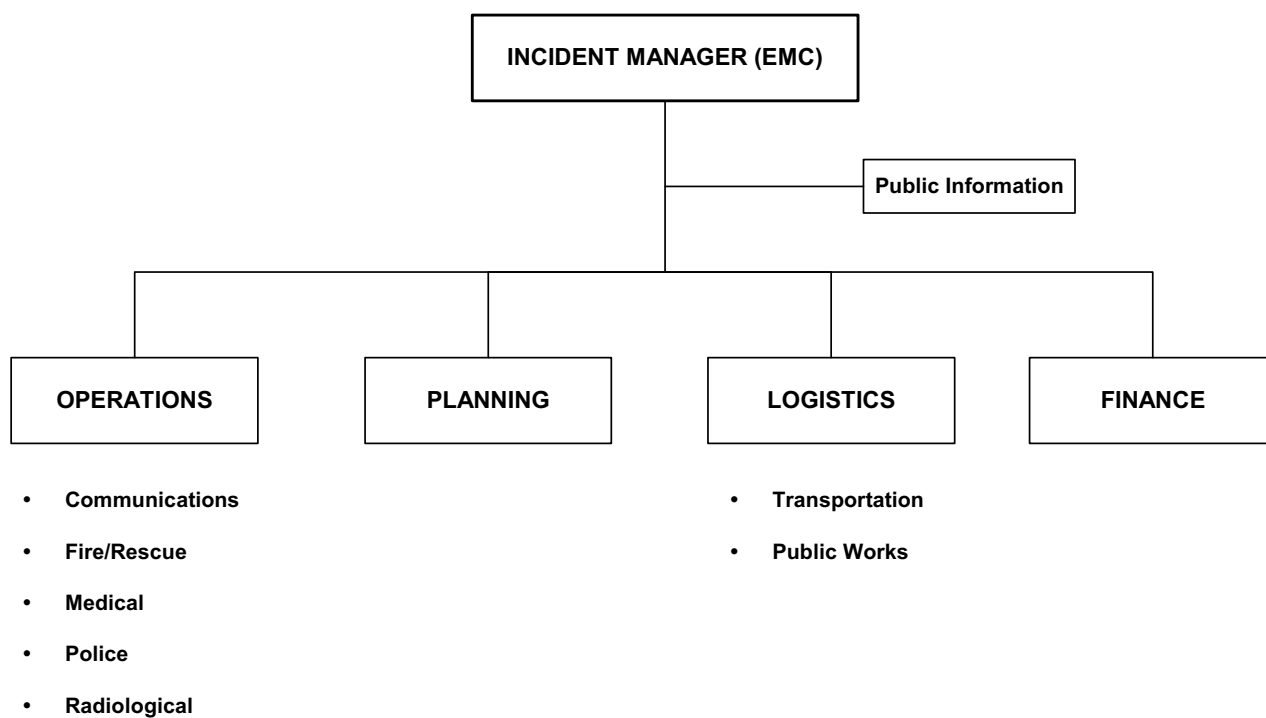 INCIDENT MANAGER (EMC)
Public Information
OPERATIONS
PLANNING
LOGISTICS
FINANCE
• Communications
• Fire/Rescue
• Medical
• Police
• Radiological
• Transportation
• Public Works